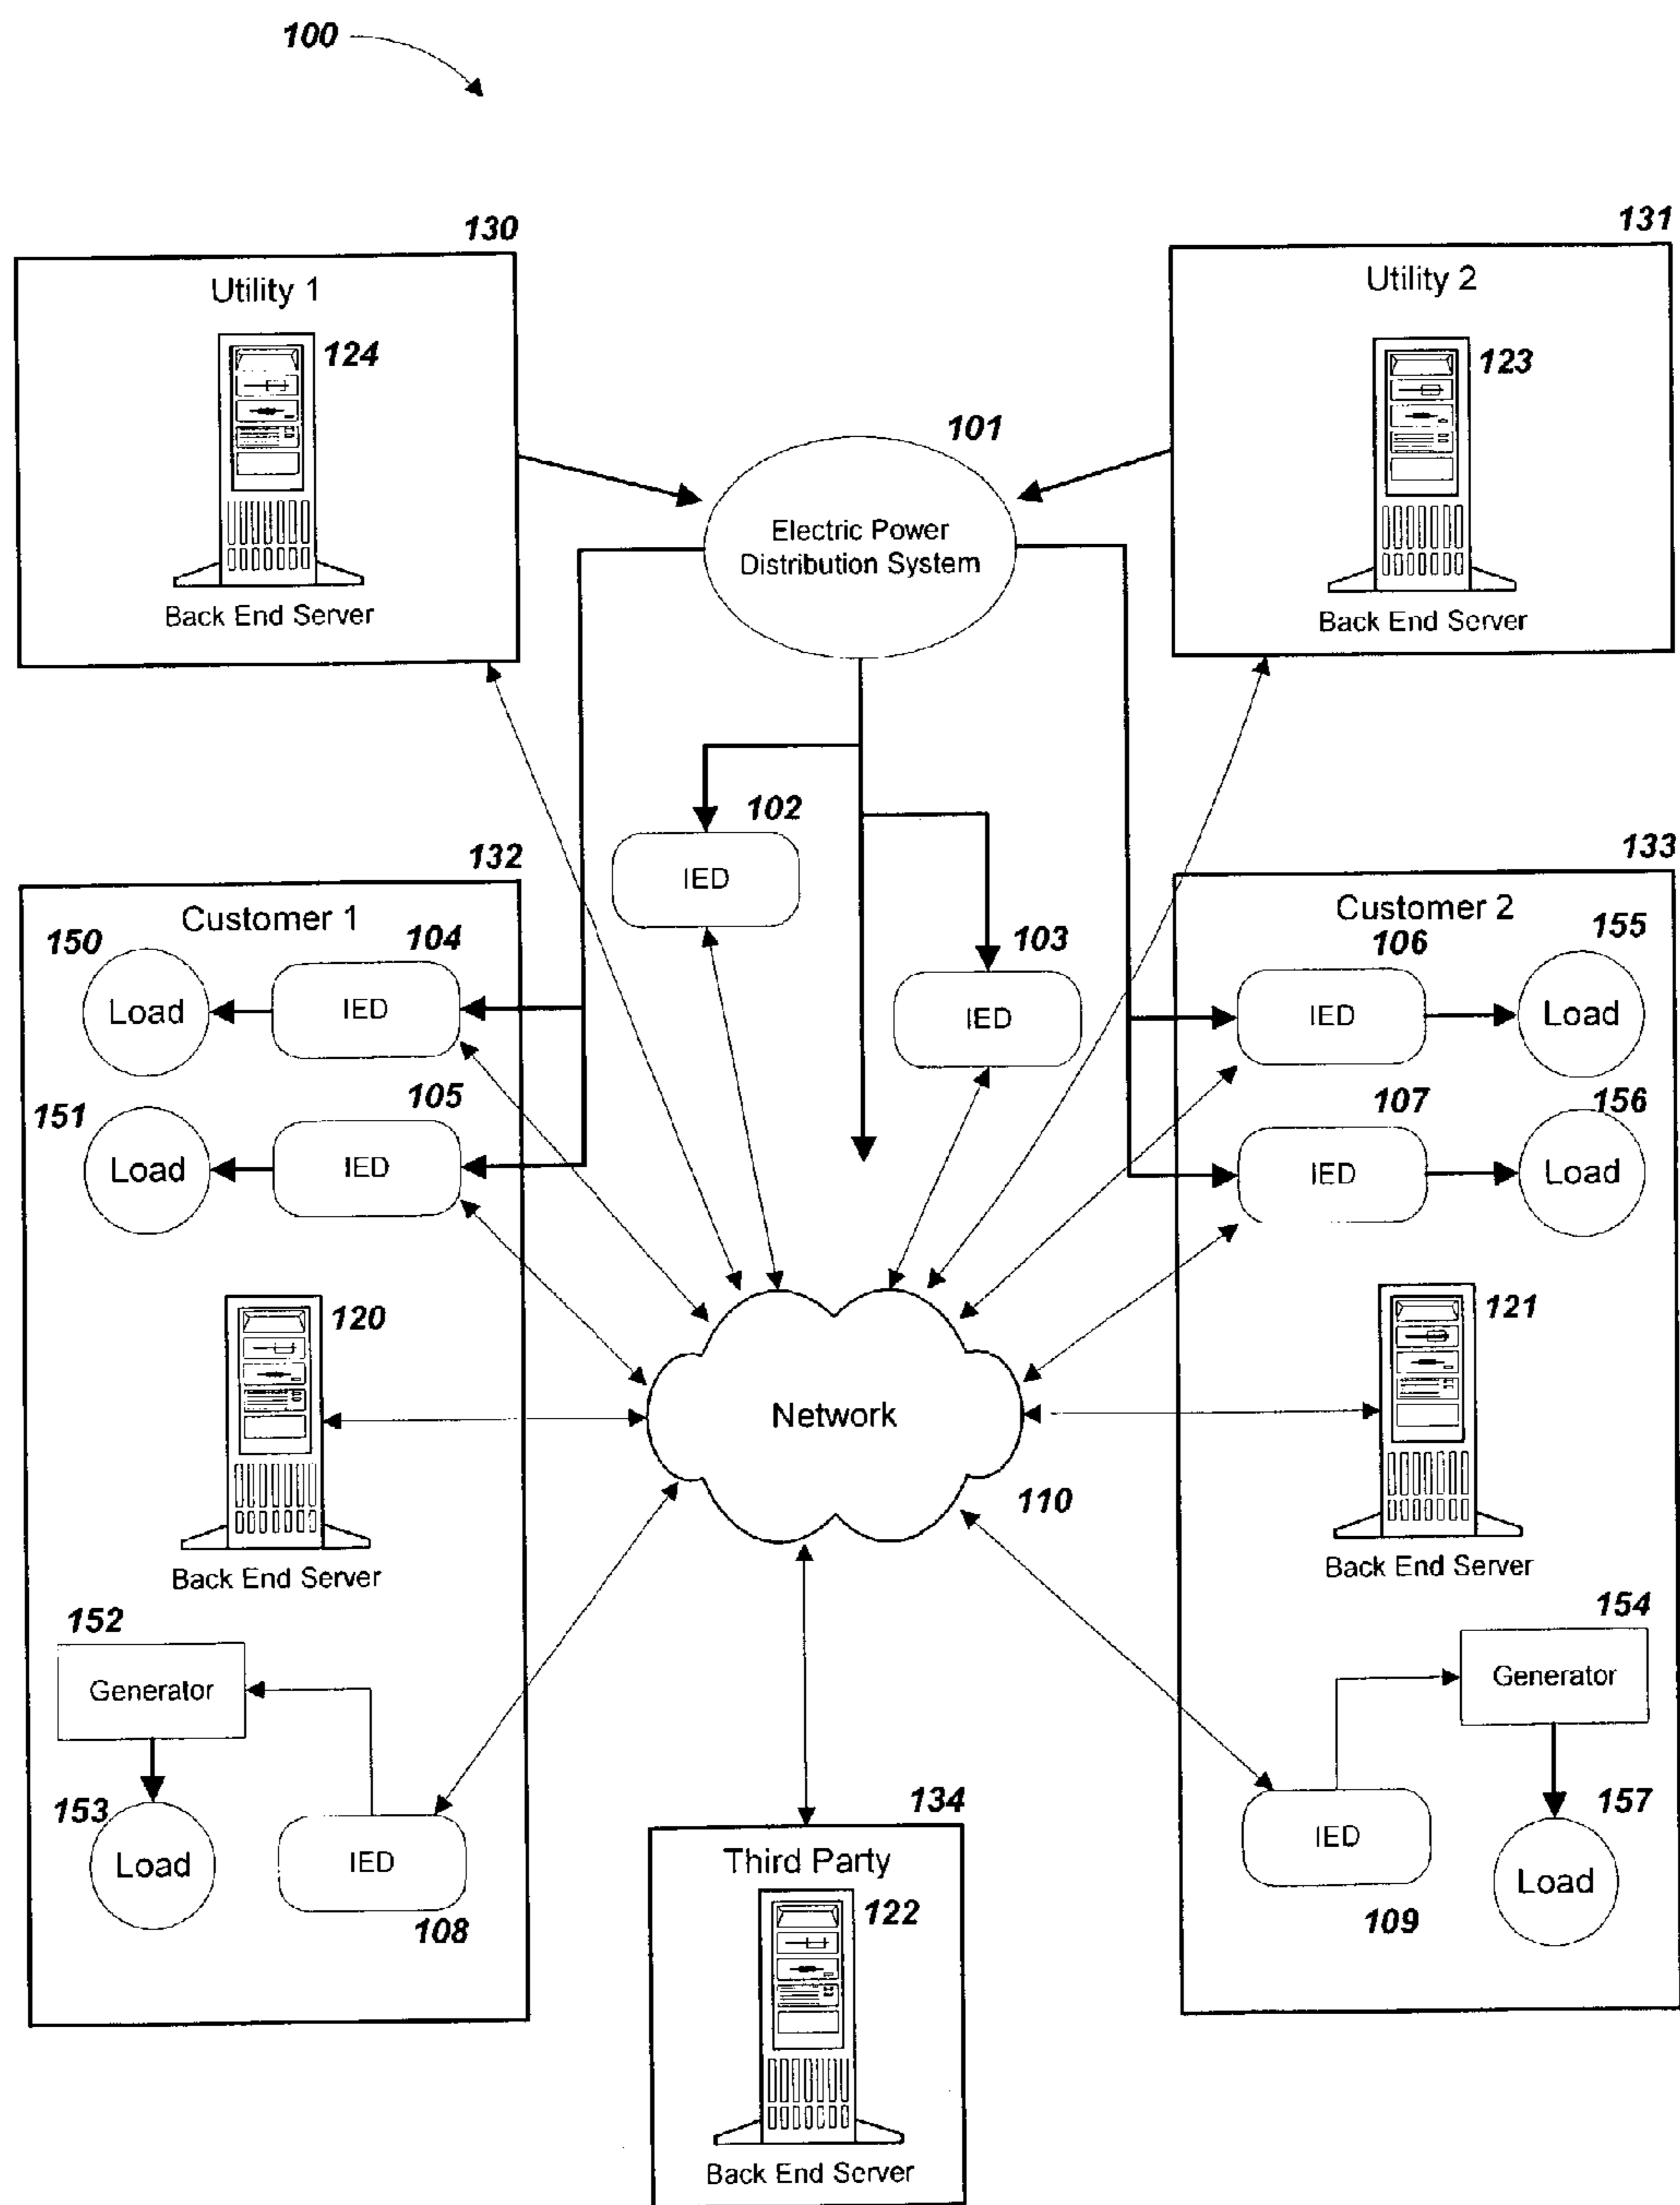 100
130
131
Utility 1
Utility 2
124
123
101
Electric Power
Distribution System
Back End Server
Back End Server
102
132
133
IED
Customer 1
Customer 2
150
104
103
106
155
Load
IED
IED
IED
Load
151
105
107
156
Load
IED
IED
Load
120
121
Network
110
Back End Server
Back End Server
152
154
Generator
Generator
153
134
157
Load
IED
Third Party
IED
Load
108
122
109
Back End Server